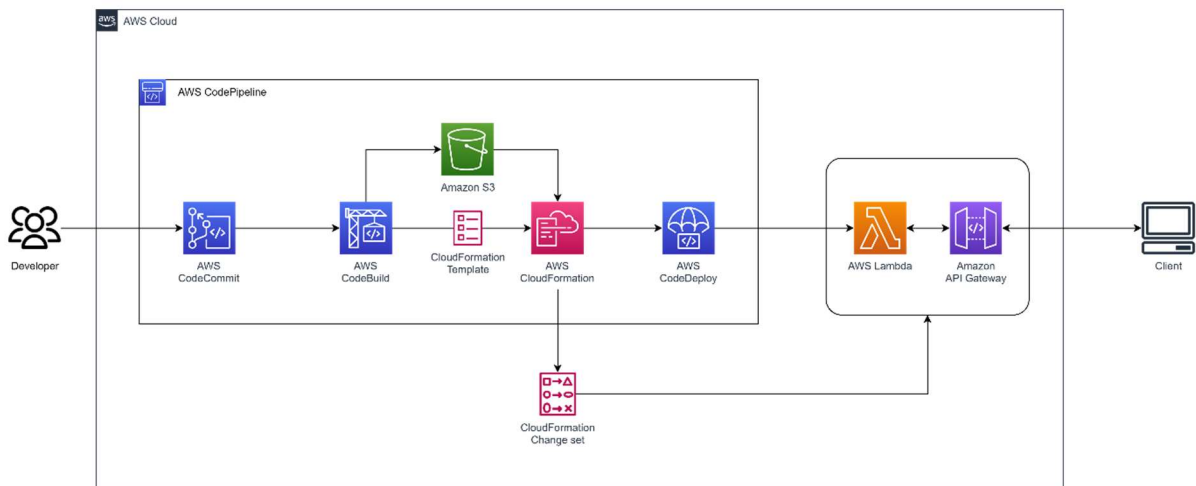 aws
AWS Cloud
AWS CodePipeline
Amazon S3
Developer
AWS
CodeCommit
AWS
CodeBuild
CloudFormation
Template
AWS
CloudFormation
AWS
CodeDeploy
AWS Lambda
Amazon
API Gateway
Client
CloudFormation
Change set